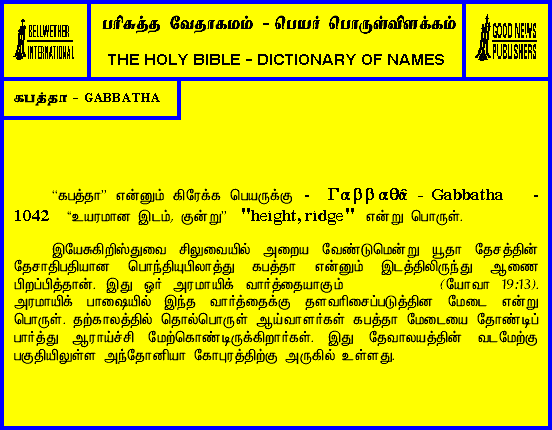 BELLWETHER
INTERNATIONAL
பரிசுத்த வேதாகமம் - பெயர் பொருள்விளக்கம்
THE HOLY BIBLE - DICTIONARY OF NAMES
GOOD NEWS
PUBLISHERS
கபத்தா - GABBATHA
“கபத்தா” என்னும் கிரேக்க பெயருக்கு - Γαββαθᾶ - Gabbatha -
1042 “உயரமான இடம், குன்று” "height, ridge" என்று பொருள்.
இயேசுகிறிஸ்துவை சிலுவையில் அறைய வேண்டுமென்று யூதா தேசத்தின்
தேசாதிபதியான பொந்தியுபிலாத்து கபத்தா என்னும் இடத்திலிருந்து ஆணை
பிறப்பித்தான். இது ஓர் அரமாயிக் வார்த்தையாகும் (யோவா 19:13).
அரமாயிக் பாஷையில் இந்த வார்த்தைக்கு தளவரிசைப்படுத்தின மேடை என்று
பொருள். தற்காலத்தில் தொல்பொருள் ஆய்வாளர்கள் கபத்தா மேடையை தோண்டிப்
பார்த்து ஆராய்ச்சி மேற்கொண்டிருக்கிறார்கள். இது தேவாலயத்தின் வடமேற்கு
பகுதியிலுள்ள அந்தோனியா கோபுரத்திற்கு அருகில் உள்ளது.